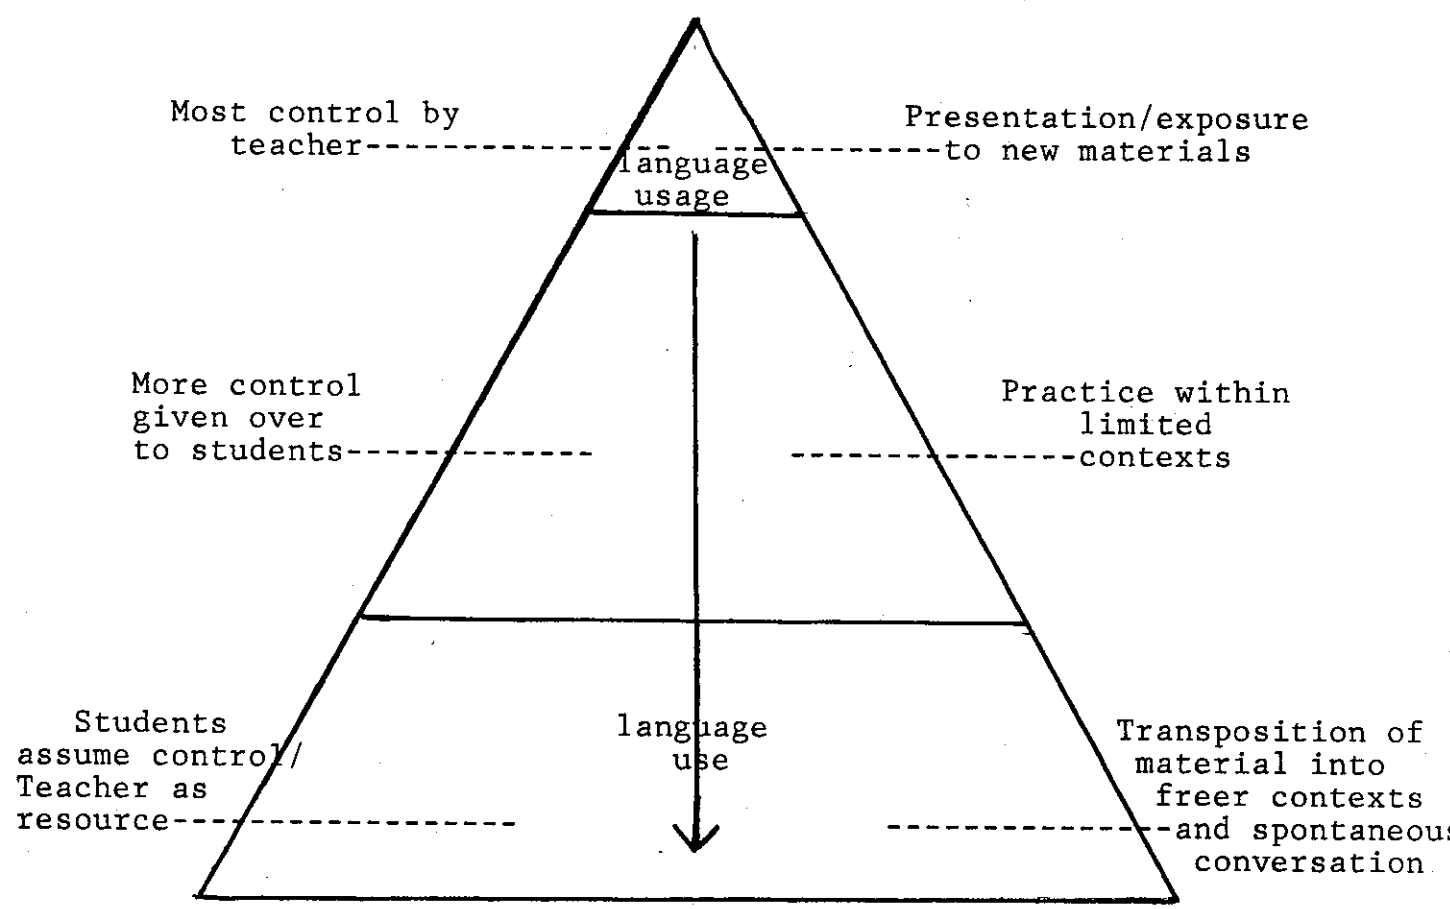 Most control by
teacher
Presentation/exposure
to new materials
language
usage
More control
given over
to students
Practice within
limited
contexts
Students
assume control/
Teacher as
resource
language
use
Transposition of
material into
freer contexts
and spontaneous
conversation